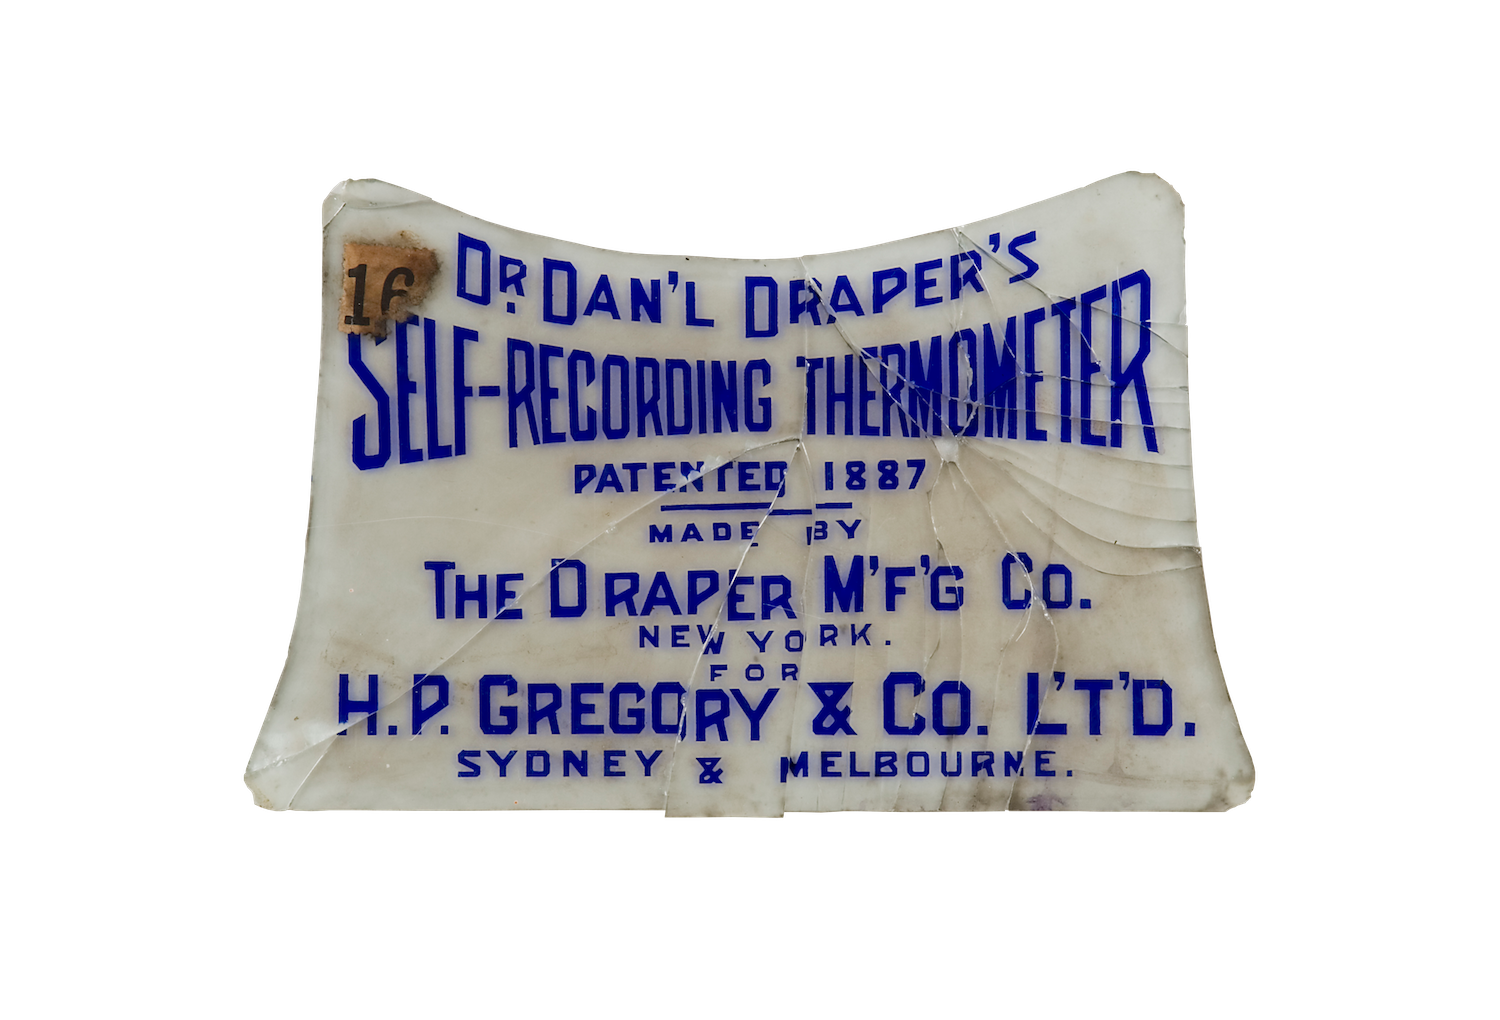 16
DR. DAN'L DRAPER'S
SELF-RECORDING THERMOMETER
PATENTED 1887
MADE BY
THE DRAPER M'F'G CO.
NEW YORK.
FOR
H.P. GREGORY & CO. L'T'D.
SYDNEY & MELBOURNE.